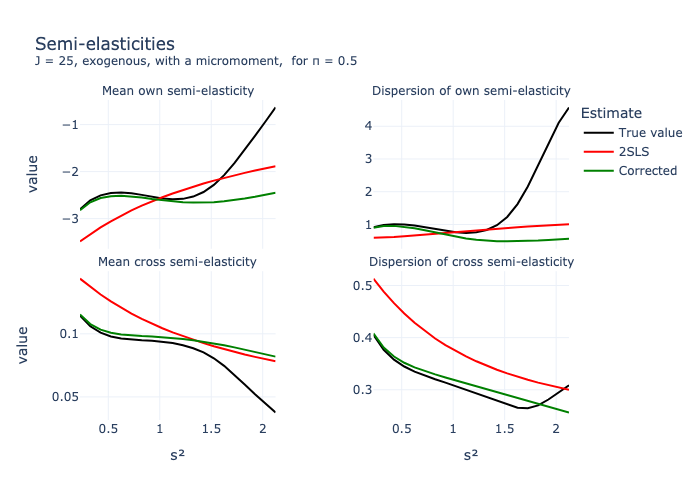 Semi-elasticities
J = 25, exogenous, with a micromoment,  for п = 0.5
Mean own semi-elasticity
Dispersion of own semi-elasticity
−1
−2
−3
value
4
3
2
1
Estimate
True value
2SLS
Corrected
Mean cross semi-elasticity
Dispersion of cross semi-elasticity
0.1
0.05
value
0.5
0.4
0.3
0.5 1 1.5 2
0.5 1 1.5 2
s²
s²